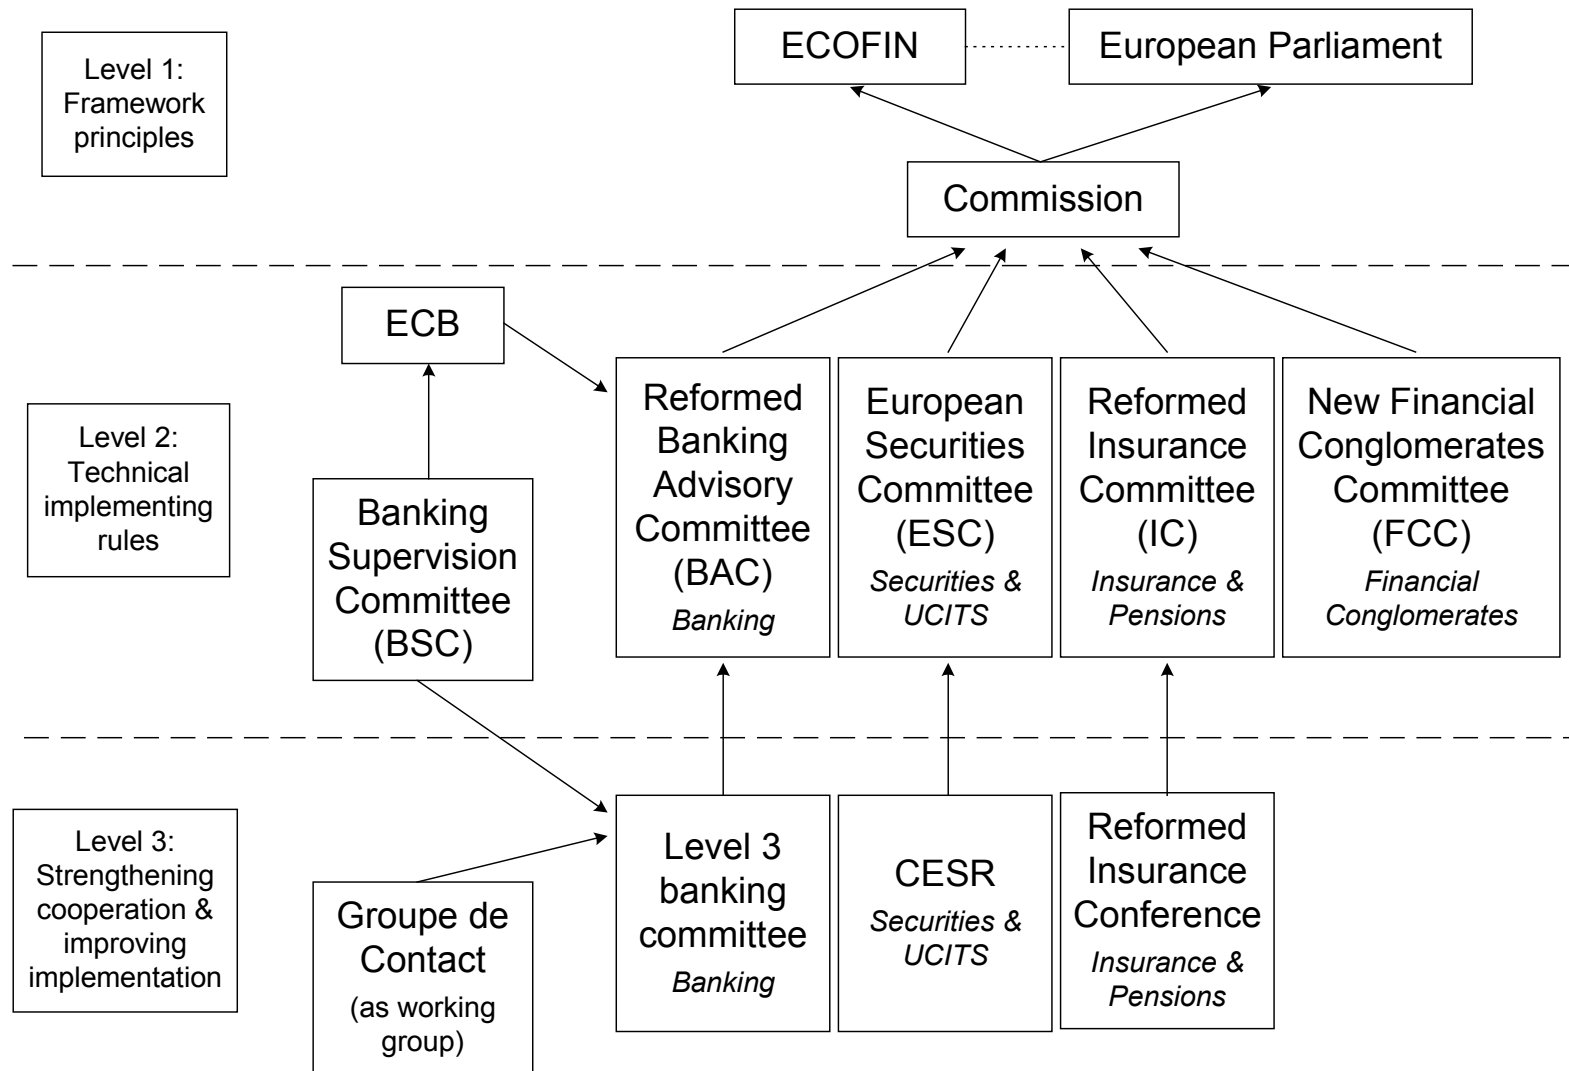 ECOFIN
European Parliament
Level 1:
Framework
principles
Commission
ECB
Level 2:
Technical
implementing
rules
Banking
Supervision
Committee
(BSC)
Reformed
Banking
Advisory
Committee
(BAC)
Banking
European
Securities
Committee
(ESC)
Securities &
UCITS
Reformed
Insurance
Committee
(IC)
Insurance &
Pensions
New Financial
Conglomerates
Committee
(FCC)
Financial
Conglomerates
Level 3:
Strengthening
cooperation &
improving
implementation
Groupe de
Contact
(as working
group)
Level 3
banking
committee
Banking
CESR
Securities &
UCITS
Reformed
Insurance
Conference
Insurance &
Pensions